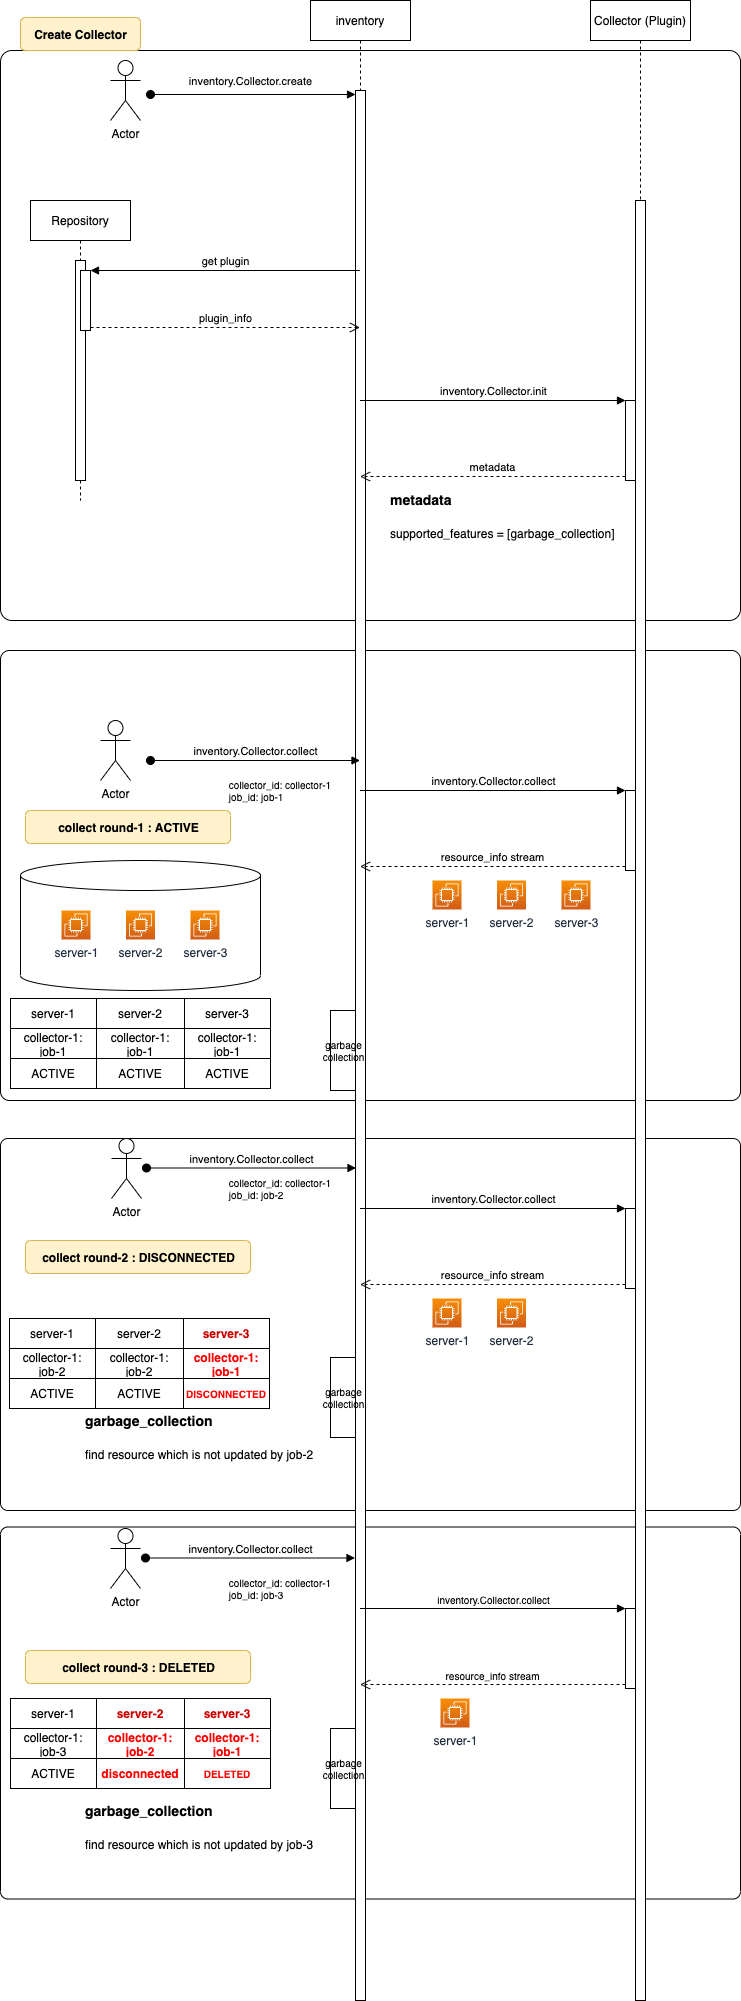 inventory
Collector (Plugin)
Create Collector
inventory.Collector.create
Actor
Repository
get plugin
plugin_info
inventory.Collector.init
metadata
metadata
supported_features = [garbage_collection]
inventory.Collector.collect
collector_id: collector-1
job_id: job-1
Actor
inventory.Collector.collect
collect round-1 : ACTIVE
resource_info stream
server-1 server-2 server-3
server-1 server-2 server-3
server-1 server-2 server-3
collector-1: collector-1: collector-1:
job-1 job-1 job-1
ACTIVE ACTIVE ACTIVE
garbage
collection
inventory.Collector.collect
collector_id: collector-1
job_id: job-2
Actor
inventory.Collector.collect
collect round-2 : DISCONNECTED
resource_info stream
server-1 server-2
server-1 server-2 server-3
collector-1: collector-1: collector-1:
job-2 job-2 job-1
ACTIVE ACTIVE DISCONNECTED
garbage
collection
garbage_collection
find resource which is not updated by job-2
inventory.Collector.collect
collector_id: collector-1
job_id: job-3
Actor
inventory.Collector.collect
collect round-3 : DELETED
resource_info stream
server-1
server-1 server-2 server-3
collector-1: collector-1: collector-1:
job-3 job-2 job-1
ACTIVE disconnected DELETED
garbage
collection
garbage_collection
find resource which is not updated by job-3